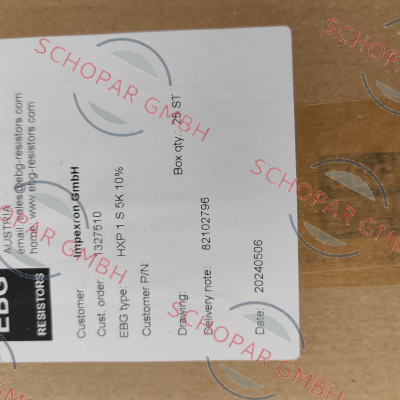 EBG
RESISTORS
AUSTRIA
email: sales@ebg-resistors.com
home: www.ebg-resistors.com
Customer: Impexron GmbH
Cust. order: 1327510
EBG type: HXP 1 S 5K 10%
Customer P/N:
Drawing: Box qty.: 25 ST
Delivery note: 82102796
Date: 20240506
SCHOPAR GMBH
SCHOPAR
SCHOPAR GMBH
SCHOPAR GMBH